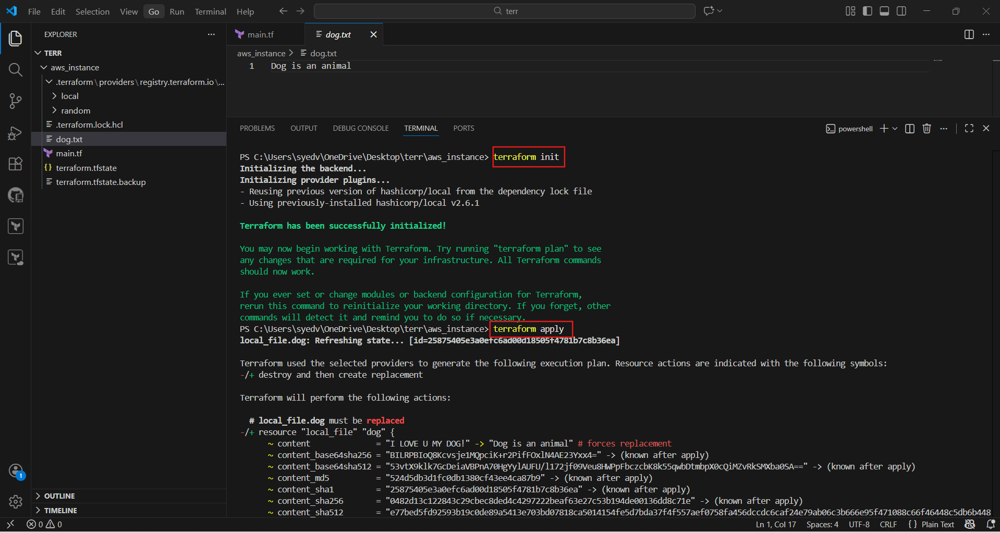 File Edit Selection View Go Run Terminal Help
terr
EXPLORER
TERR
aws_instance
.terraform\providers\registry.terraform.io\...
local
random
.terraform.lock.hcl
dog.txt
main.tf
{} terraform.tfstate
terraform.tfstate.backup
OUTLINE
TIMELINE
1
main.tf
dog.txt
aws_instance > dog.txt
1 Dog is an animal
PROBLEMS OUTPUT DEBUG CONSOLE TERMINAL PORTS
powershell
PS C:\Users\syedv\OneDrive\Desktop\terr\aws_instance> terraform init
Initializing the backend...
Initializing provider plugins...
- Reusing previous version of hashicorp/local from the dependency lock file
- Using previously-installed hashicorp/local v2.6.1
Terraform has been successfully initialized!
You may now begin working with Terraform. Try running "terraform plan" to see
any changes that are required for your infrastructure. All Terraform commands
should now work.
If you ever set or change modules or backend configuration for Terraform,
rerun this command to reinitialize your working directory. If you forget, other
commands will detect it and remind you to do so if necessary.
PS C:\Users\syedv\OneDrive\Desktop\terr\aws_instance> terraform apply
local_file.dog: Refreshing state... [id=25875405e3a0efc6ad00d18505f4781b7c8b36ea]
Terraform used the selected providers to generate the following execution plan. Resource actions are indicated with the following symbols:
-/+ destroy and then create replacement
Terraform will perform the following actions:
# local_file.dog must be replaced
-/+ resource "local_file" "dog" {
~ content = "I LOVE U MY DOG!" -> "Dog is an animal" # forces replacement
~ content_base64sha256 = "BILRPBIoQ8Kcvsje1MQpciK+r2PifFOxlN4AE23Yxx4=" -> (known after apply)
~ content_base64sha512 = "53vtX9klk7GcDeiaVBPnA70HgYylAUFU/l172jf09Veu8HWPpFbczcbK8k55qwbDtmbpX0cQiMZvRkSMXba0SA==" -> (known after apply)
~ content_md5 = "524d5db3d1fc0db1380cf43ee4ca87b9" -> (known after apply)
~ content_sha1 = "25875405e3a0efc6ad00d18505f4781b7c8b36ea" -> (known after apply)
~ content_sha256 = "0482d13c122843c29cbec8ded4c4297222beaf63e27c53b194de00136dd8c71e" -> (known after apply)
~ content_sha512 = "e77bed5fd92593b19c0de89a5413e703bd07818ca5014154fe5d7bda37f4f557aef0758fa456dccdc6caf24e79ab06c3b666e95f471088c66f46448c5db6b448
0 0
Ln 1, Col 17 Spaces: 4 UTF-8 CRLF {} Plain Text